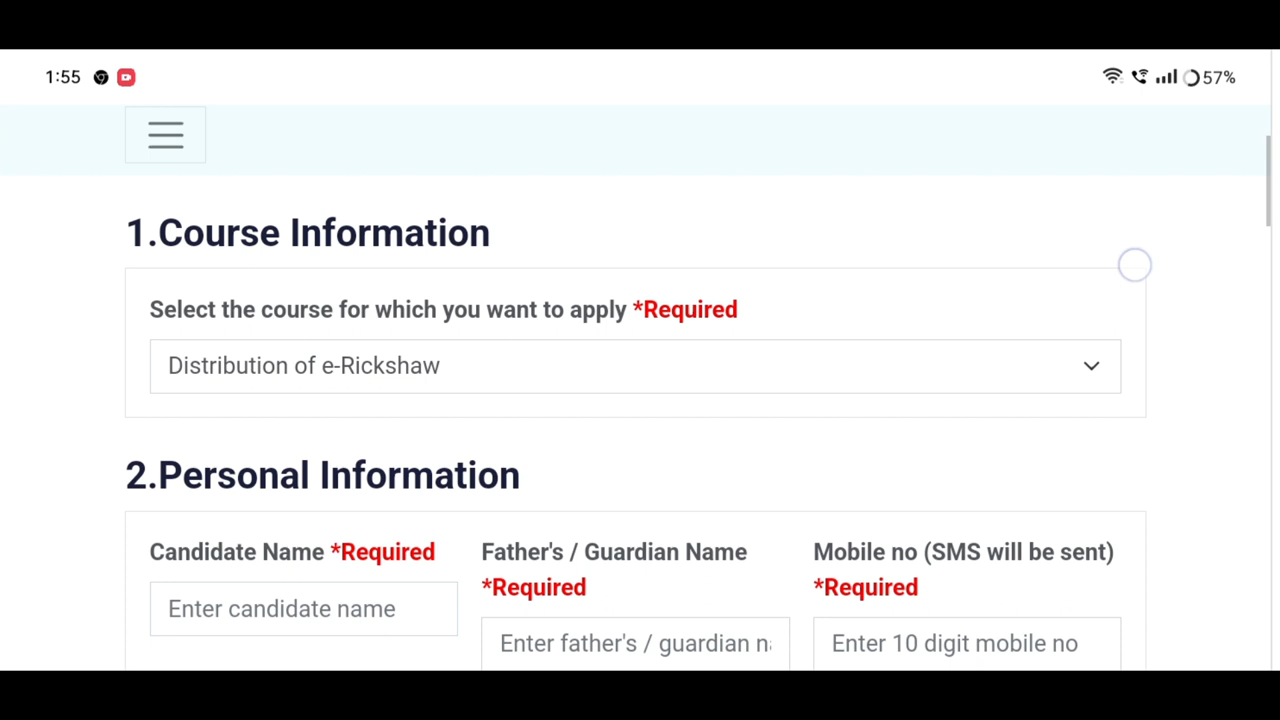 1:55
57%
1.Course Information
Select the course for which you want to apply *Required
Distribution of e-Rickshaw
2.Personal Information
Candidate Name *Required
Enter candidate name
Father's / Guardian Name
*Required
Enter father's / guardian na
Mobile no (SMS will be sent)
*Required
Enter 10 digit mobile no